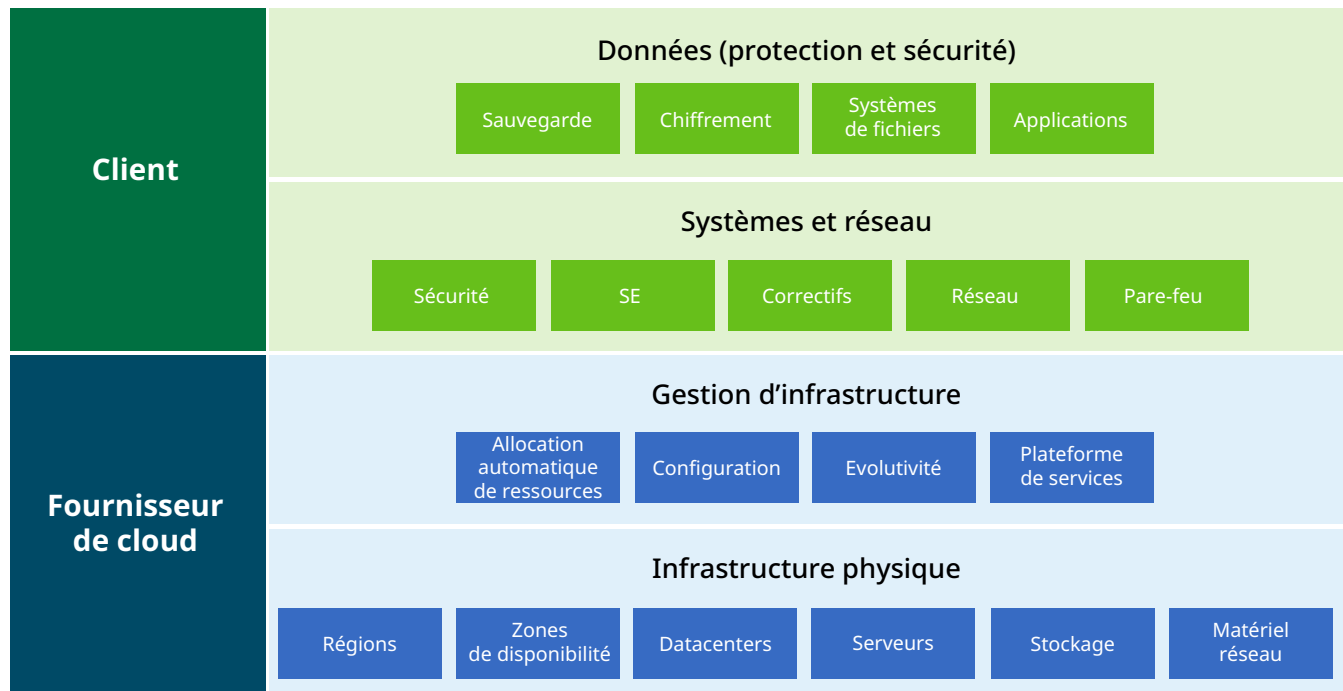 Client
Données (protection et sécurité)
Sauvegarde
Chiffrement
Systèmes
de fichiers
Applications
Systèmes et réseau
Sécurité
SE
Correctifs
Réseau
Pare-feu
Fournisseur
de cloud
Gestion d’infrastructure
Allocation
automatique
de ressources
Configuration
Evolutivité
Plateforme
de services
Infrastructure physique
Régions
Zones
de disponibilité
Datacenters
Serveurs
Stockage
Matériel
réseau